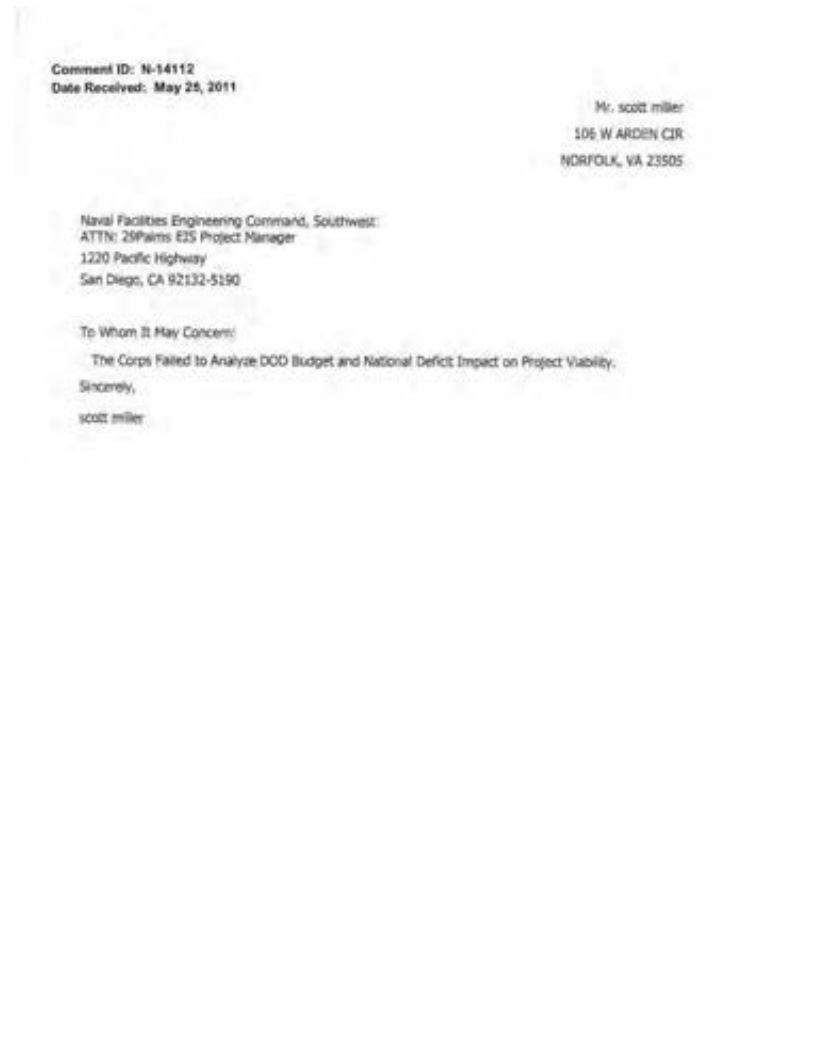 Comment ID: N-14112
Date Received: May 25, 2011
Mr. scott miller
106 W ARDEN CIR
NORFOLK, VA 23505
Naval Facilities Engineering Command, Southwest
ATTN: 29Palms EIS Project Manager
1220 Pacific Highway
San Diego, CA 92132-5190
To Whom It May Concern:
The Corps Failed to Analyze DOD Budget and National Deficit Impact on Project Viability.
Sincerely,
scott miller